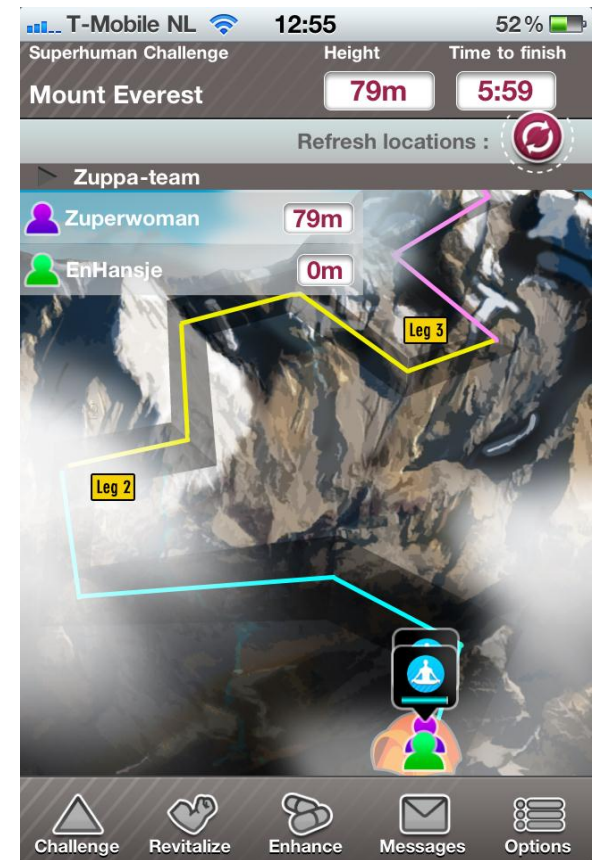 T-Mobile NL 12:55 52%
Superhuman Challenge Height Time to finish
Mount Everest 79m 5:59
Refresh locations :
Zuppa-team
Zuperwoman 79m
EnHansje 0m
Leg 3
Leg 2
Challenge Revitalize Enhance Messages Options